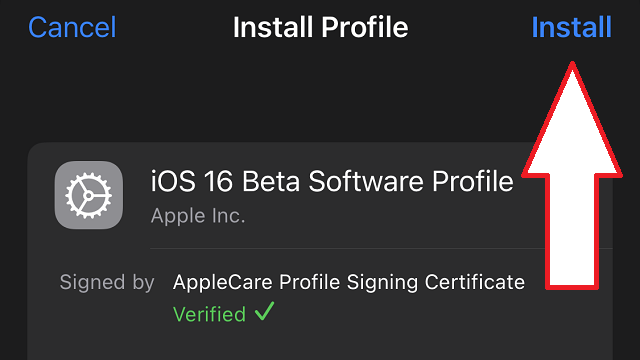 Cancel Install Profile Install
iOS 16 Beta Software Profile
Apple Inc.
Signed by AppleCare Profile Signing Certificate
Verified ✓